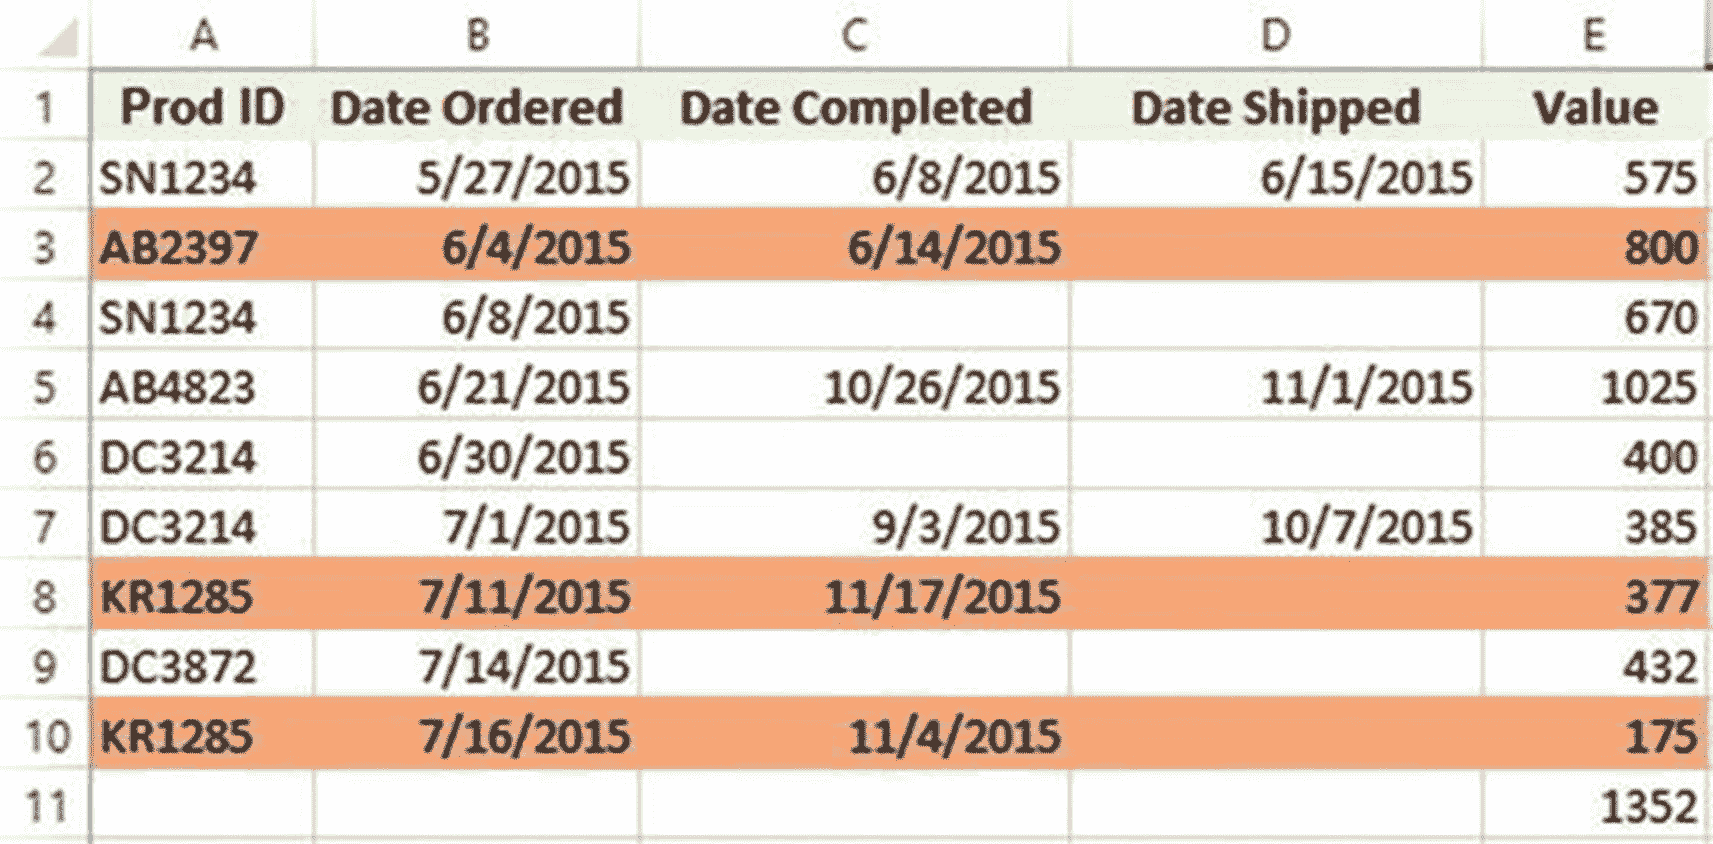 A B C D E
1 Prod ID Date Ordered Date Completed Date Shipped Value
2 SN1234 5/27/2015 6/8/2015 6/15/2015 575
3 AB2397 6/4/2015 6/14/2015 800
4 SN1234 6/8/2015 670
5 AB4823 6/21/2015 10/26/2015 11/1/2015 1025
6 DC3214 6/30/2015 400
7 DC3214 7/1/2015 9/3/2015 10/7/2015 385
8 KR1285 7/11/2015 11/17/2015 377
9 DC3872 7/14/2015 432
10 KR1285 7/16/2015 11/4/2015 175
11 1352